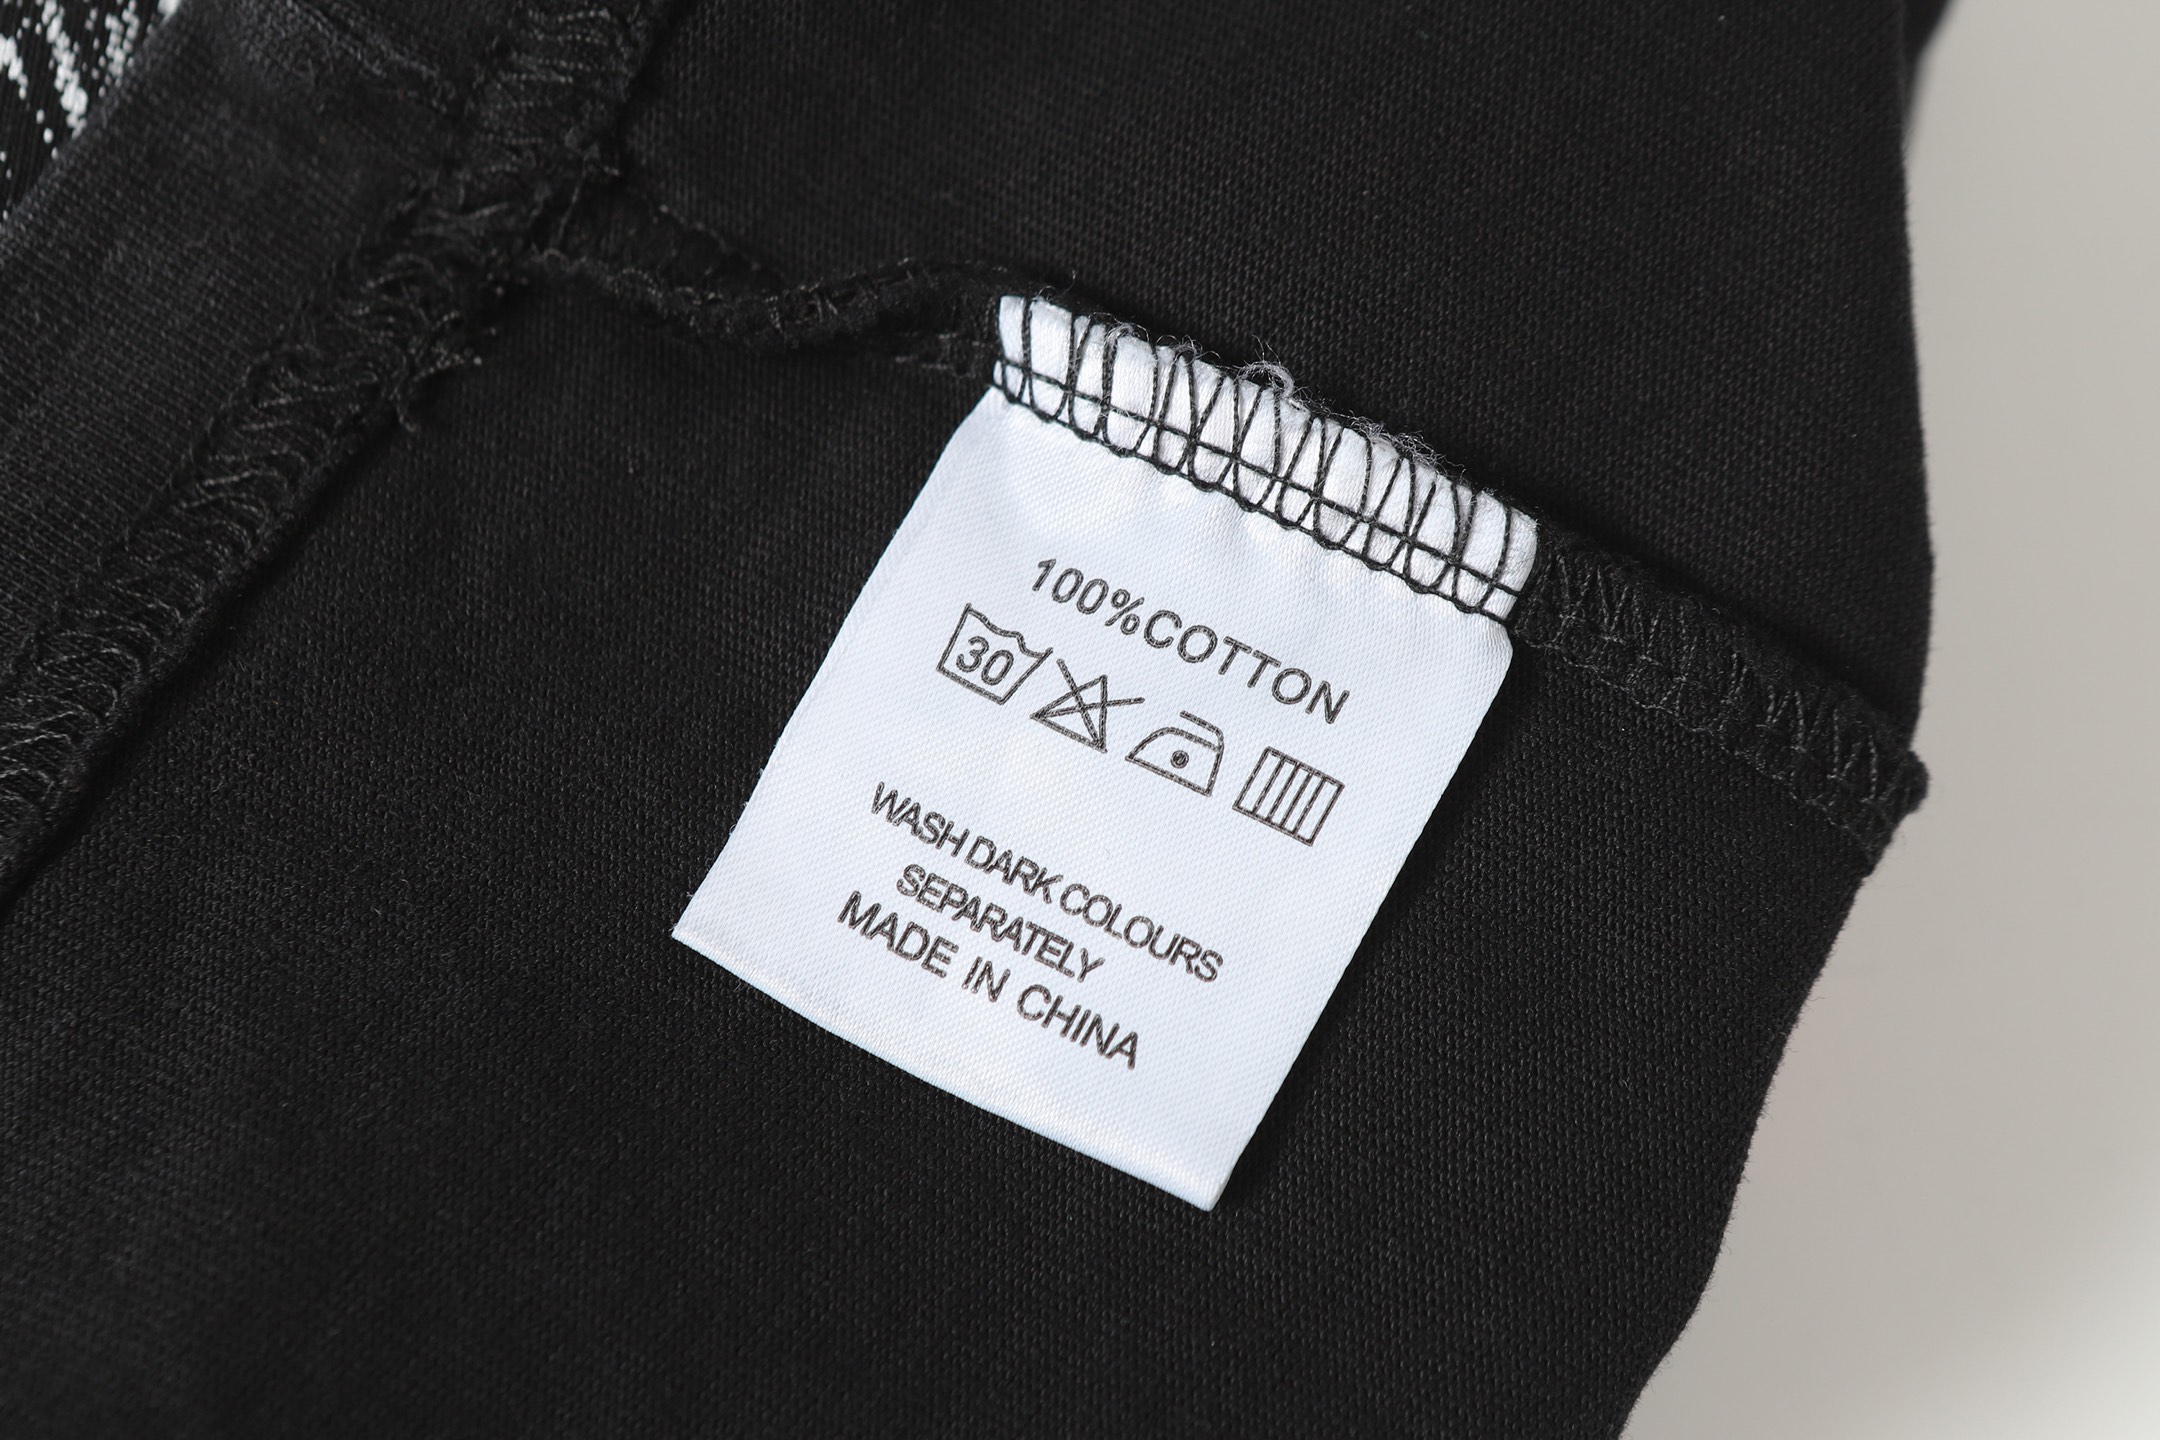 100%COTTON
30
WASH DARK COLOURS
SEPARATELY
MADE IN CHINA